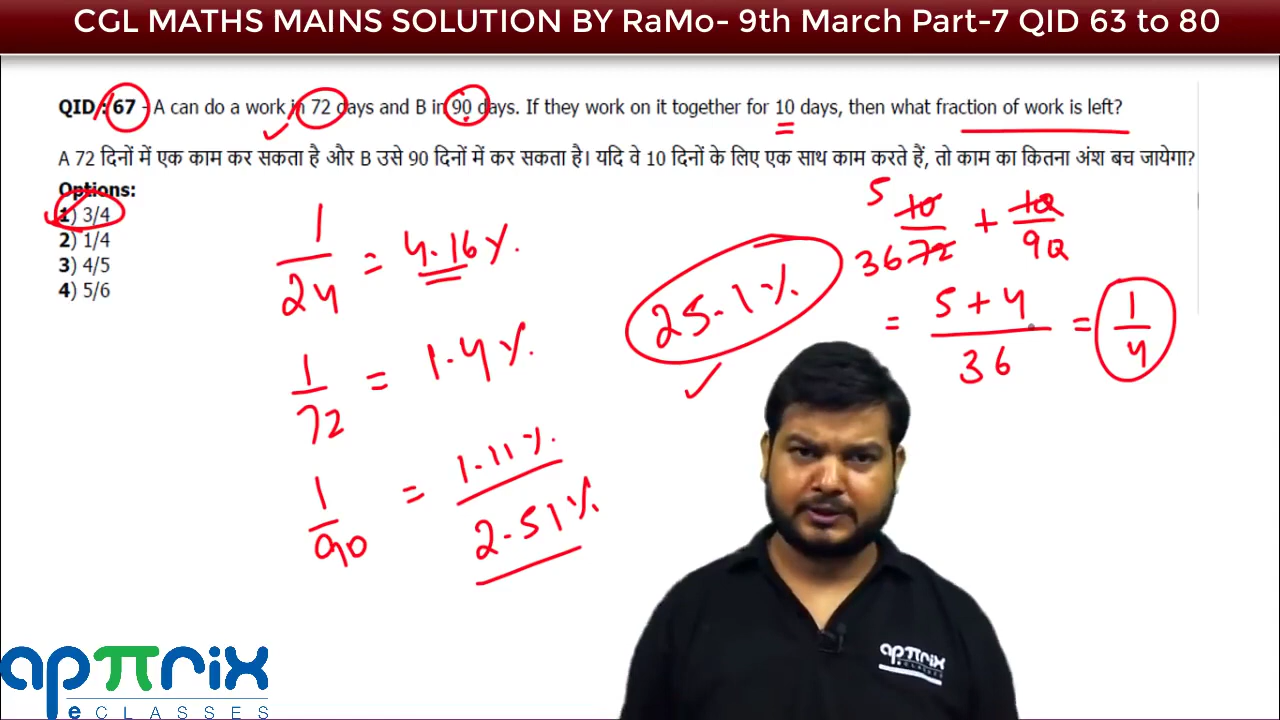 CGL MATHS MAINS SOLUTION BY RaMo- 9th March Part-7 QID 63 to 80
QID : 67 - A can do a work in 72 days and B in 90 days. If they work on it together for 10 days, then what fraction of work is left?
A 72 दिनों में एक काम कर सकता है और B उसे 90 दिनों में कर सकता है। यदि वे 10 दिनों के लिए एक साथ काम करते हैं, तो काम का कितना अंश बच जायेगा?
Options:
1) 3/4
2) 1/4
3) 4/5
4) 5/6
1/24 = 4.16%.
1/72 = 1.4%.
1/90 = 1.11%.
2.51%
25.1%
5 10/72 36 + 10/90
= 5+4/36 = 1/4
apπrix
eCLASSES
apπrix
eCLASSES